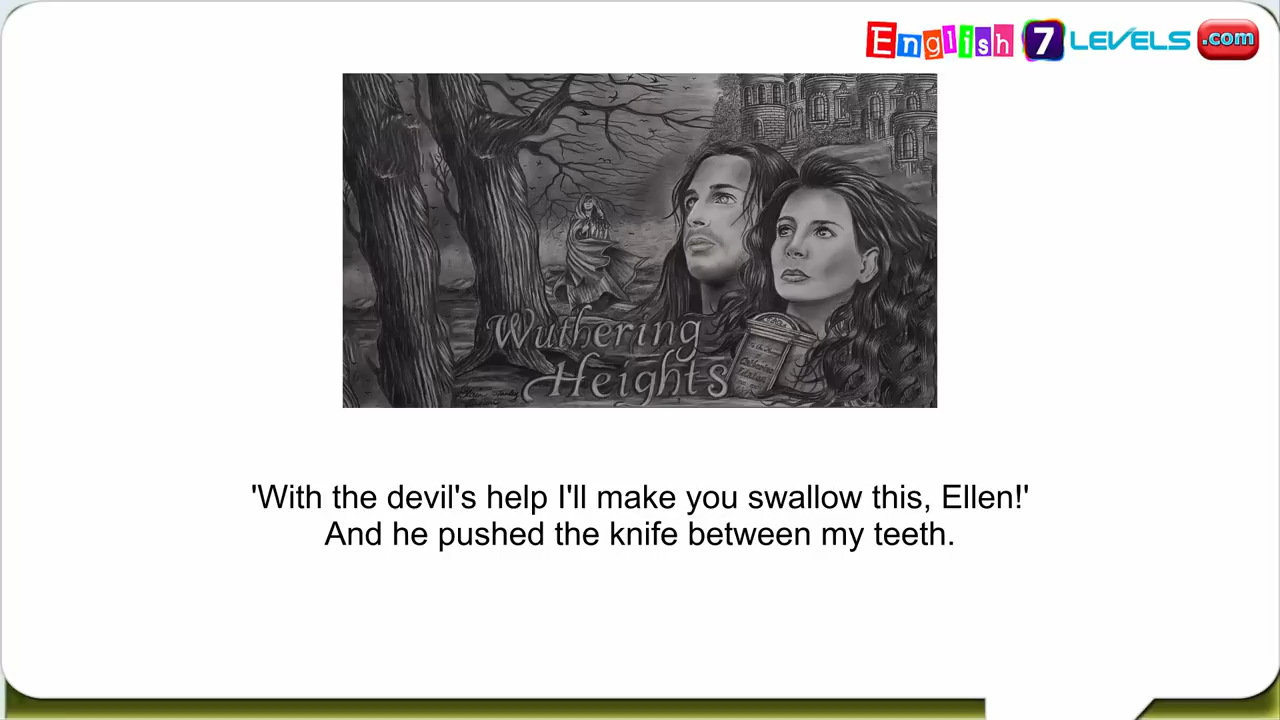 English 7 LEVELS .com
Wuthering
Heights
'With the devil's help I'll make you swallow this, Ellen!'
And he pushed the knife between my teeth.